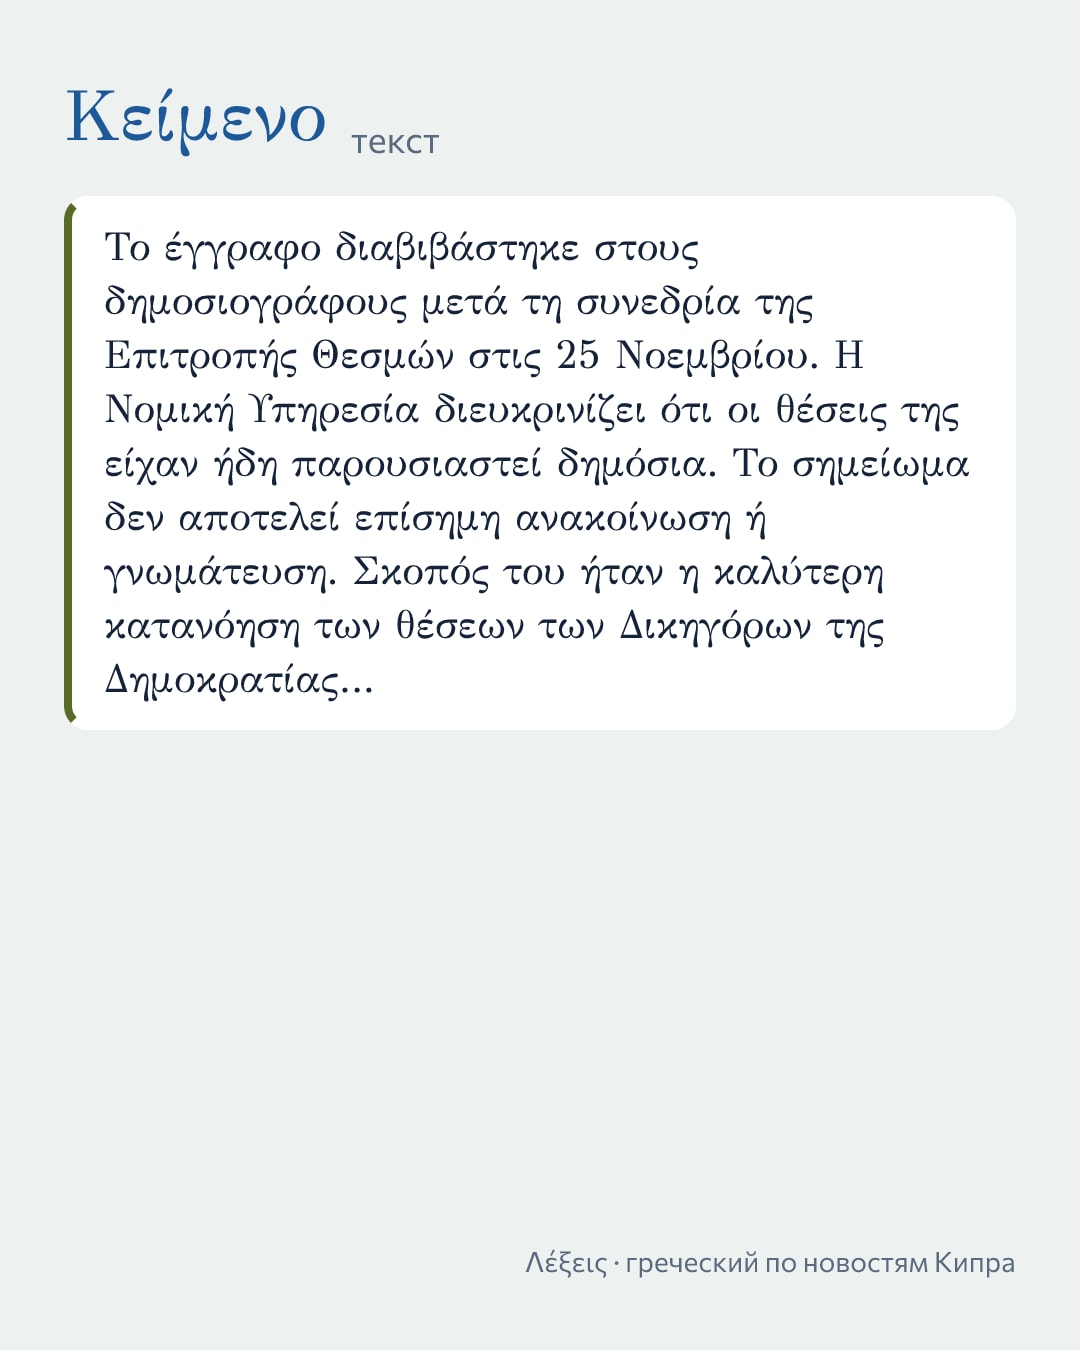 Κείμενο текст
Το έγγραφο διαβιβάστηκε στους
δημοσιογράφους μετά τη συνεδρία της
Επιτροπής Θεσμών στις 25 Νοεμβρίου. Η
Νομική Υπηρεσία διευκρινίζει ότι οι θέσεις της
είχαν ήδη παρουσιαστεί δημόσια. Το σημείωμα
δεν αποτελεί επίσημη ανακοίνωση ή
γνωμάτευση. Σκοπός του ήταν η καλύτερη
κατανόηση των θέσεων των Δικηγόρων της
Δημοκρατίας...
Λέξεις · греческий по новостям Кипра